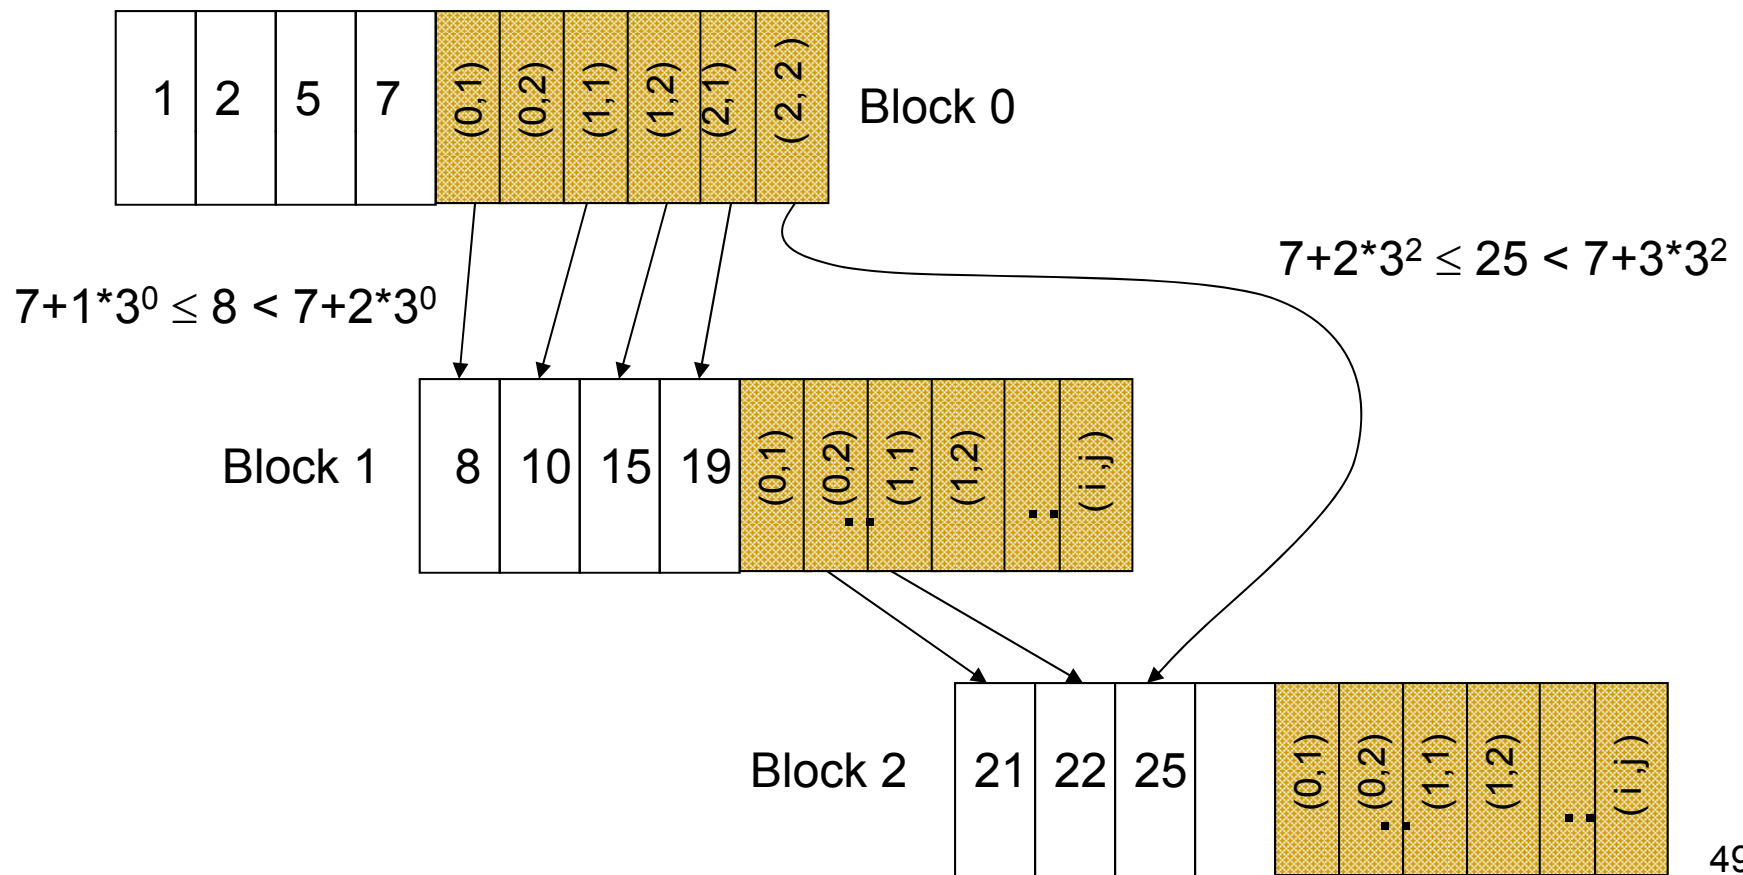 1 2 5 7 (0,1) (0,2) (1,1) (1,2) (2,1) (2,2) Block 0
7+2*3² ≤ 25 < 7+3*3²
7+1*3⁰ ≤ 8 < 7+2*3⁰
Block 1 8 10 15 19 (0,1) (0,2) .. (1,1) (1,2) .. (i,j)
Block 2 21 22 25 (0,1) (0,2) .. (1,1) (1,2) .. (i,j)
49